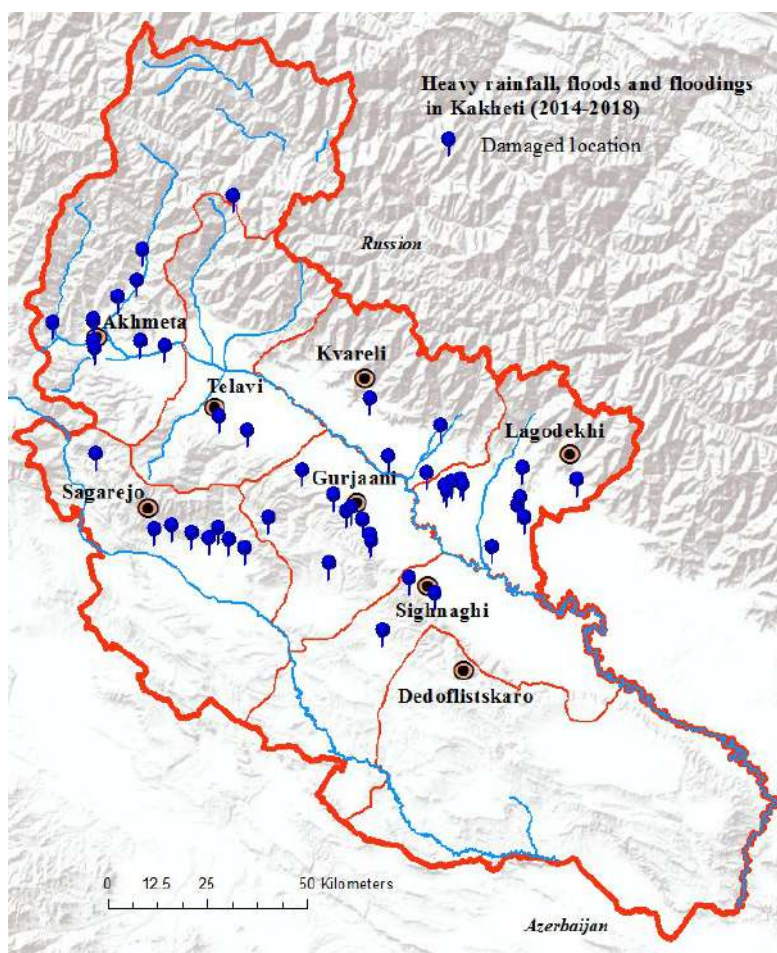 Heavy rainfall, floods and floodings
in Kakheti (2014-2018)
Damaged location
Russion
Akhmeta
Kvareli
Telavi
Lagodekhi
Gurjaani
Sagarejo
Sighnaghi
Dedoflistskaro
0 12.5 25 50 Kilometers
Azerbaijan